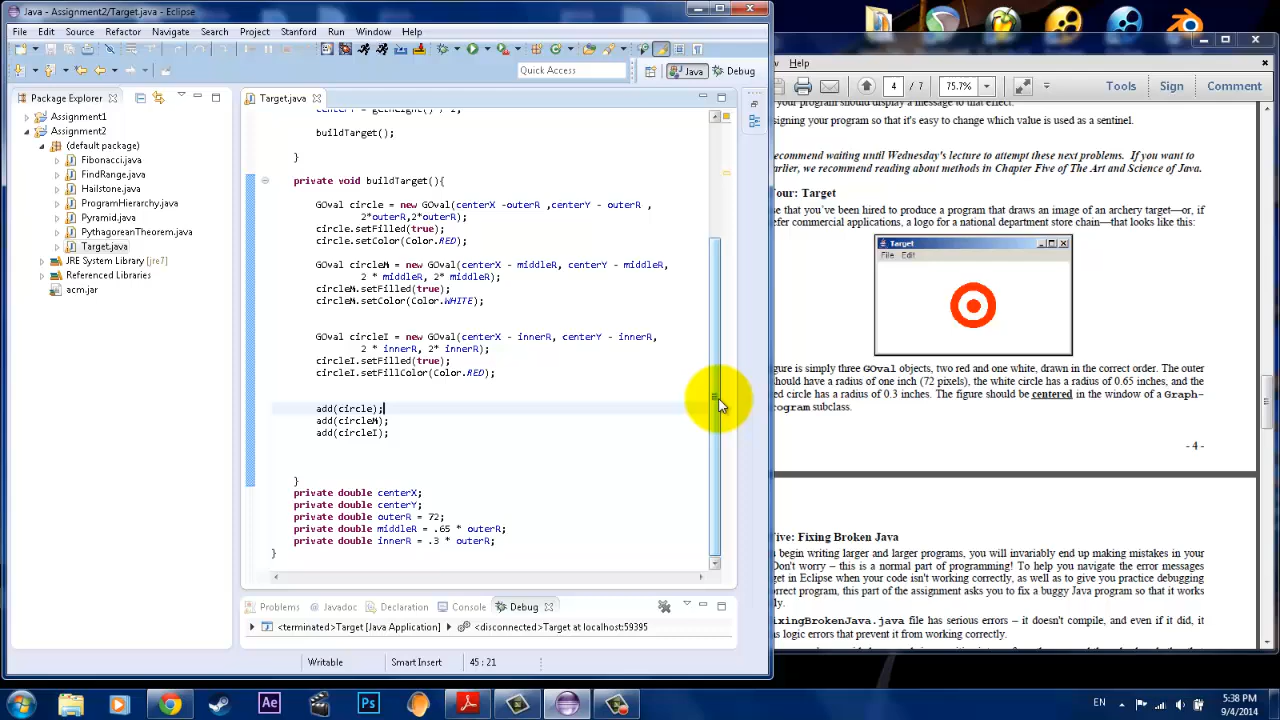 Java - Assignment2/Target.java - Eclipse
File Edit Source Refactor Navigate Search Project Stanford Run Window Help
Quick Access
Java
Debug
Package Explorer
Assignment1
Assignment2
(default package)
Fibonacci.java
FindRange.java
Hailstone.java
ProgramHierarchy.java
Pyramid.java
PythagoreanTheorem.java
Target.java
JRE System Library [jre7]
Referenced Libraries
acm.jar
Target.java
buildTarget();
}
private void buildTarget(){
GOval circle = new GOval(centerX -outerR ,centerY - outerR ,
2*outerR,2*outerR);
circle.setFilled(true);
circle.setColor(Color.RED);
GOval circleM = new GOval(centerX - middleR, centerY - middleR,
2 * middleR, 2* middleR);
circleM.setFilled(true);
circleM.setColor(Color.WHITE);
GOval circleI = new GOval(centerX - innerR, centerY - innerR,
2 * innerR, 2* innerR);
circleI.setFilled(true);
circleI.setFillColor(Color.RED);
add(circle);
add(circleM);
add(circleI);
}
private double centerX;
private double centerY;
private double outerR = 72;
private double middleR = .65 * outerR;
private double innerR = .3 * outerR;
}
Problems Javadoc Declaration Console Debug
<terminated>Target [Java Application]
<disconnected>Target at localhost:59395
Writable
Smart Insert
45 : 21
Help
4 / 7
75.7%
Tools
Sign
Comment
your program should display a message to that effect.
signing your program so that it's easy to change which value is used as a sentinel.
ecommend waiting until Wednesday's lecture to attempt these next problems. If you want to
arlier, we recommend reading about methods in Chapter Five of The Art and Science of Java.
our: Target
se that you've been hired to produce a program that draws an image of an archery target—or, if
efer commercial applications, a logo for a national department store chain—that looks like this:
Target
File Edit
igure is simply three GOval objects, two red and one white, drawn in the correct order. The outer
should have a radius of one inch (72 pixels), the white circle has a radius of 0.65 inches, and the
ed circle has a radius of 0.3 inches. The figure should be centered in the window of a Graph-
ogram subclass.
- 4 -
ive: Fixing Broken Java
begin writing larger and larger programs, you will invariably end up making mistakes in your
Don't worry – this is a normal part of programming! To help you navigate the error messages
get in Eclipse when your code isn't working correctly, as well as to give you practice debugging
orrect program, this part of the assignment asks you to fix a buggy Java program so that it works
ly.
ixingBrokenJava.java file has serious errors – it doesn't compile, and even if it did, it
s logic errors that prevent it from working correctly.
Ae
Ps
EN
5:38 PM
9/4/2014